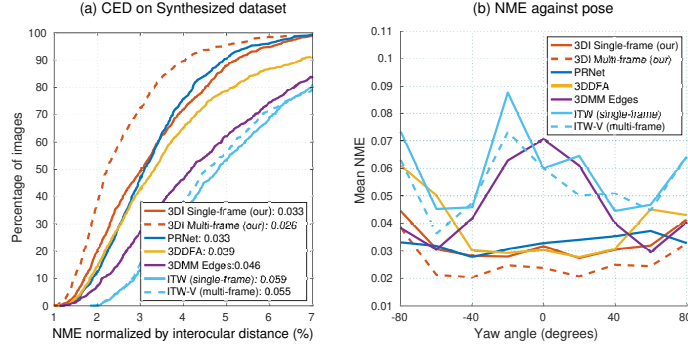 (a) CED on Synthesized dataset
100
90
80
70
60
50
40
30
20
10
0
Percentage of images
1 2 3 4 5 6 7
NME normalized by interocular distance (%)
3DI Single-frame (our): 0.033
3DI Multi-frame (our): 0.026
PRNet: 0.033
3DDFA: 0.039
3DMM Edges:0.046
ITW (single-frame): 0.059
ITW-V (multi-frame): 0.055
(b) NME against pose
0.11
0.1
0.09
0.08
0.07
0.06
0.05
0.04
0.03
0.02
0.01
Mean NME
-80 -60 -40 -20 0 20 40 60 80
Yaw angle (degrees)
3DI Single-frame (our)
3DI Multi-frame (our)
PRNet
3DDFA
3DMM Edges
ITW (single-frame)
ITW-V (multi-frame)